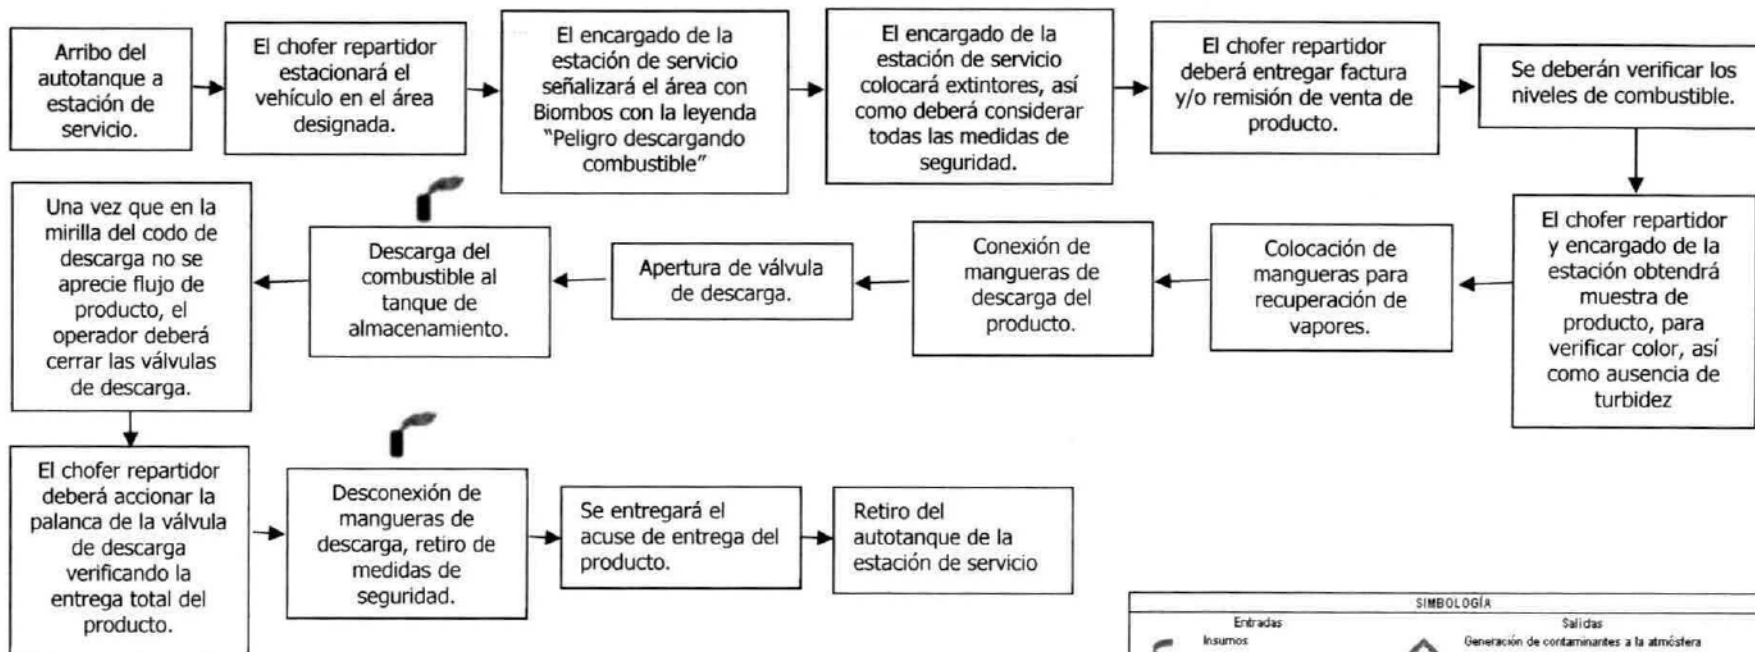 Arribo del
autotanque a
estación de
servicio.
El chofer repartidor
estacionará el
vehículo en el área
designada.
El encargado de la
estación de servicio
señalizará el área con
Biombos con la leyenda
“Peligro descargando
combustible”
El encargado de la
estación de servicio
colocará extintores, así
como deberá considerar
todas las medidas de
seguridad.
El chofer repartidor
deberá entregar factura
y/o remisión de venta de
producto.
Se deberán verificar los
niveles de combustible.
El chofer repartidor
y encargado de la
estación obtendrá
muestra de
producto, para
verificar color, así
como ausencia de
turbidez
Colocación de
mangueras para
recuperación de
vapores.
Conexión de
mangueras de
descarga del
producto.
Apertura de válvula
de descarga.
Descarga del
combustible al
tanque de
almacenamiento.
Una vez que en la
mirilla del codo de
descarga no se
aprecie flujo de
producto, el
operador deberá
cerrar las válvulas
de descarga.
El chofer repartidor
deberá accionar la
palanca de la válvula
de descarga
verificando la
entrega total del
producto.
Desconexión de
mangueras de
descarga, retiro de
medidas de
seguridad.
Se entregará el
acuse de entrega del
producto.
Retiro del
autotanque de la
estación de servicio
SIMBOLOGÍA
Entradas
Insumos
Salidas
Generación de contaminantes a la atmósfera